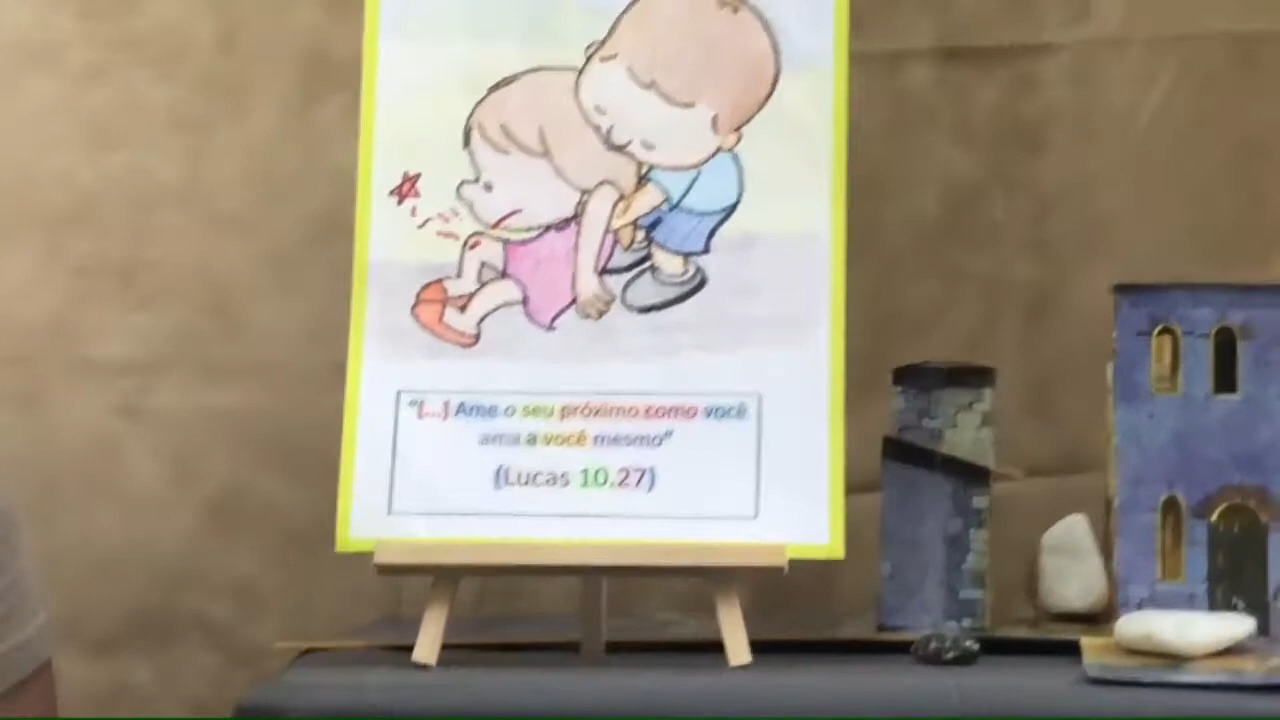 "[...] Ame o seu próximo como você
ama a você mesmo"
(Lucas 10.27)